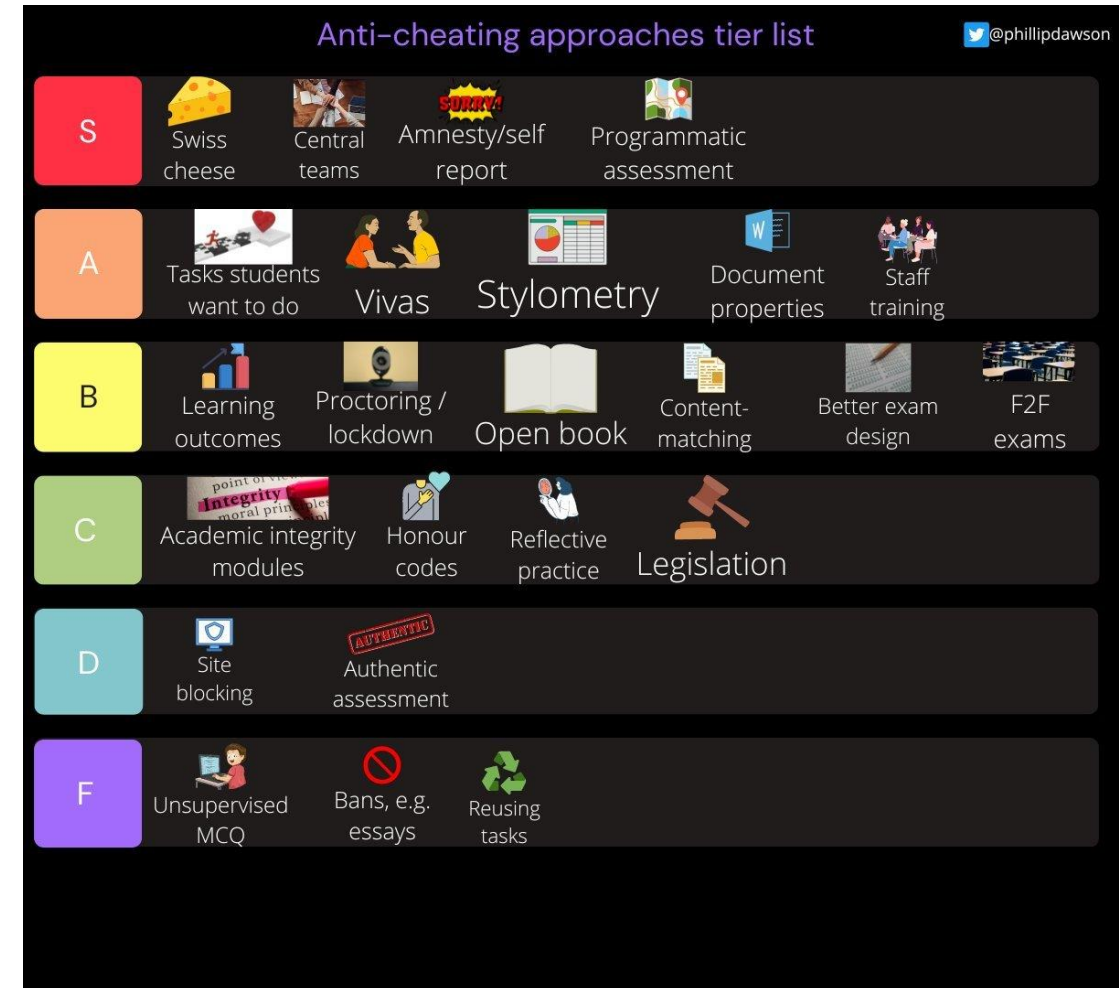 Anti-cheating approaches tier list
@phillipdawson
S
Swiss
cheese
Central
teams
SORRY!
Amnesty/self
report
Programmatic
assessment
A
Tasks students
want to do
Vivas
Stylometry
W
Document
properties
Staff
training
B
Learning
outcomes
Proctoring /
lockdown
Open book
Content-
matching
Better exam
design
F2F
exams
C
point of
Integrity
moral
Academic integrity
modules
Honour
codes
Reflective
practice
Legislation
D
Site
blocking
AUTHENTIC
Authentic
assessment
F
Unsupervised
MCQ
Bans, e.g.
essays
Reusing
tasks